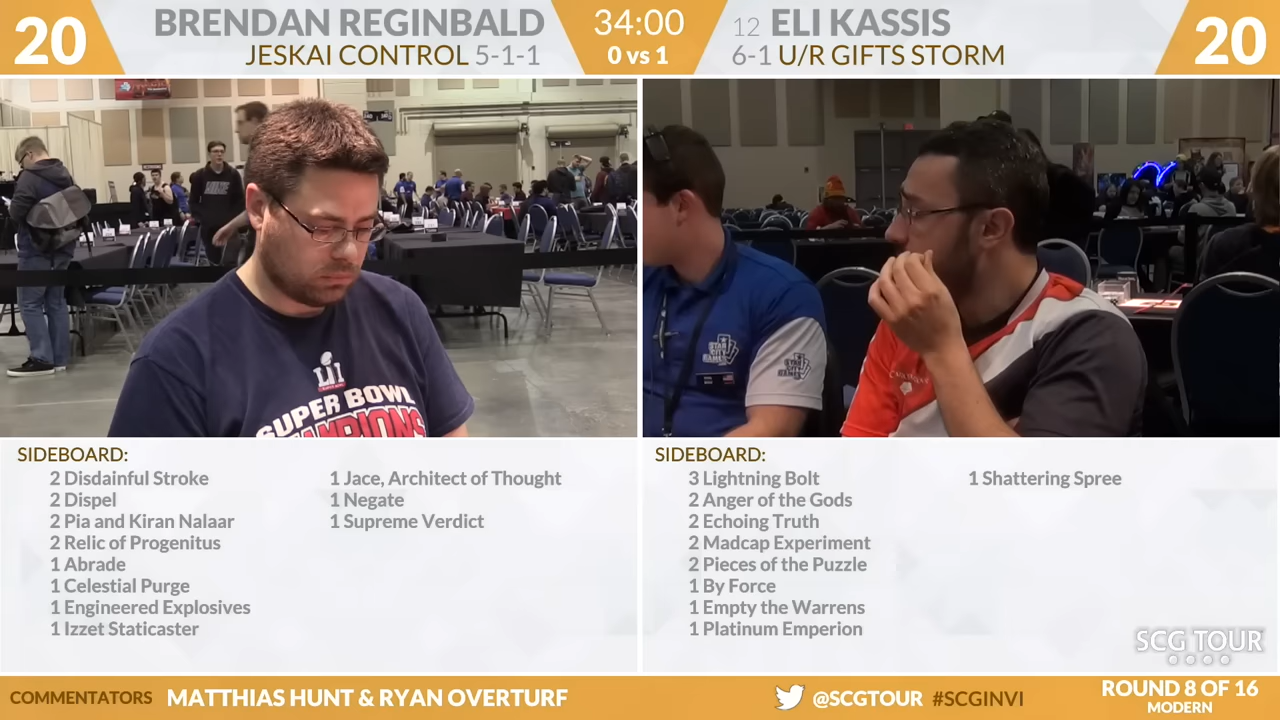 20
BRENDAN REGINBALD
JESKAI CONTROL 5-1-1
34:00
0 vs 1
12 ELI KASSIS
6-1 U/R GIFTS STORM
20
LI
SUPER BOWL
CHAMPIONS
STAR
CITY
GAMES
SIDEBOARD:
2 Disdainful Stroke
2 Dispel
2 Pia and Kiran Nalaar
2 Relic of Progenitus
1 Abrade
1 Celestial Purge
1 Engineered Explosives
1 Izzet Staticaster
1 Jace, Architect of Thought
1 Negate
1 Supreme Verdict
SIDEBOARD:
3 Lightning Bolt
2 Anger of the Gods
2 Echoing Truth
2 Madcap Experiment
2 Pieces of the Puzzle
1 By Force
1 Empty the Warrens
1 Platinum Emperion
1 Shattering Spree
SCG TOUR
COMMENTATORS MATTHIAS HUNT & RYAN OVERTURF
@SCGTOUR #SCGINVI
ROUND 8 OF 16
MODERN